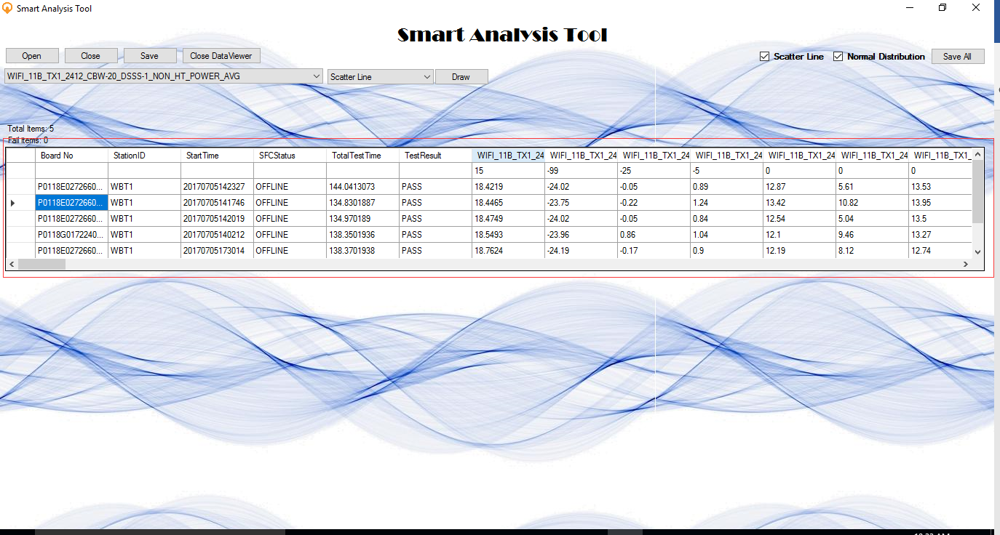 Smart Analysis Tool
Smart Analysis Tool
Open Close Save Close DataViewer Scatter Line Normal Distribution Save All
WIFI_11B_TX1_2412_CBW-20_DSSS-1_NON_HT_POWER_AVG Scatter Line Draw
Total Items: 5
Fail Items: 0
Board No StationID StartTime SFCStatus TotalTestTime TestResult WIFI_11B_TX1_24 WIFI_11B_TX1_24 WIFI_11B_TX1_24 WIFI_11B_TX1_24 WIFI_11B_TX1_24 WIFI_11B_TX1_24 WIFI_11B_TX1_
15 -99 -25 -5 0 0 0
P0118E0272660... WBT1 20170705142327 OFFLINE 144.0413073 PASS 18.4219 -24.02 -0.05 0.89 12.87 5.61 13.53
P0118E0272660... WBT1 20170705141746 OFFLINE 134.8301887 PASS 18.4465 -23.75 -0.22 1.24 13.42 10.82 13.95
P0118E0272660... WBT1 20170705142019 OFFLINE 134.970189 PASS 18.4749 -24.02 -0.05 0.84 12.54 5.04 13.5
P0118G0172240... WBT1 20170705140212 OFFLINE 138.3501936 PASS 18.5493 -23.96 0.86 1.04 12.1 9.46 13.27
P0118E0272660... WBT1 20170705173014 OFFLINE 138.3701938 PASS 18.7624 -24.19 -0.17 0.9 12.19 8.12 12.74